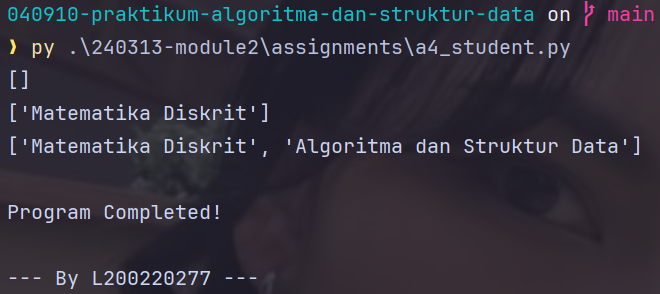 040910-praktikum-algoritma-dan-struktur-data on main
❯ py .\240313-module2\assignments\a4_student.py
[]
['Matematika Diskrit']
['Matematika Diskrit', 'Algoritma dan Struktur Data']
Program Completed!
--- By L200220277 ---